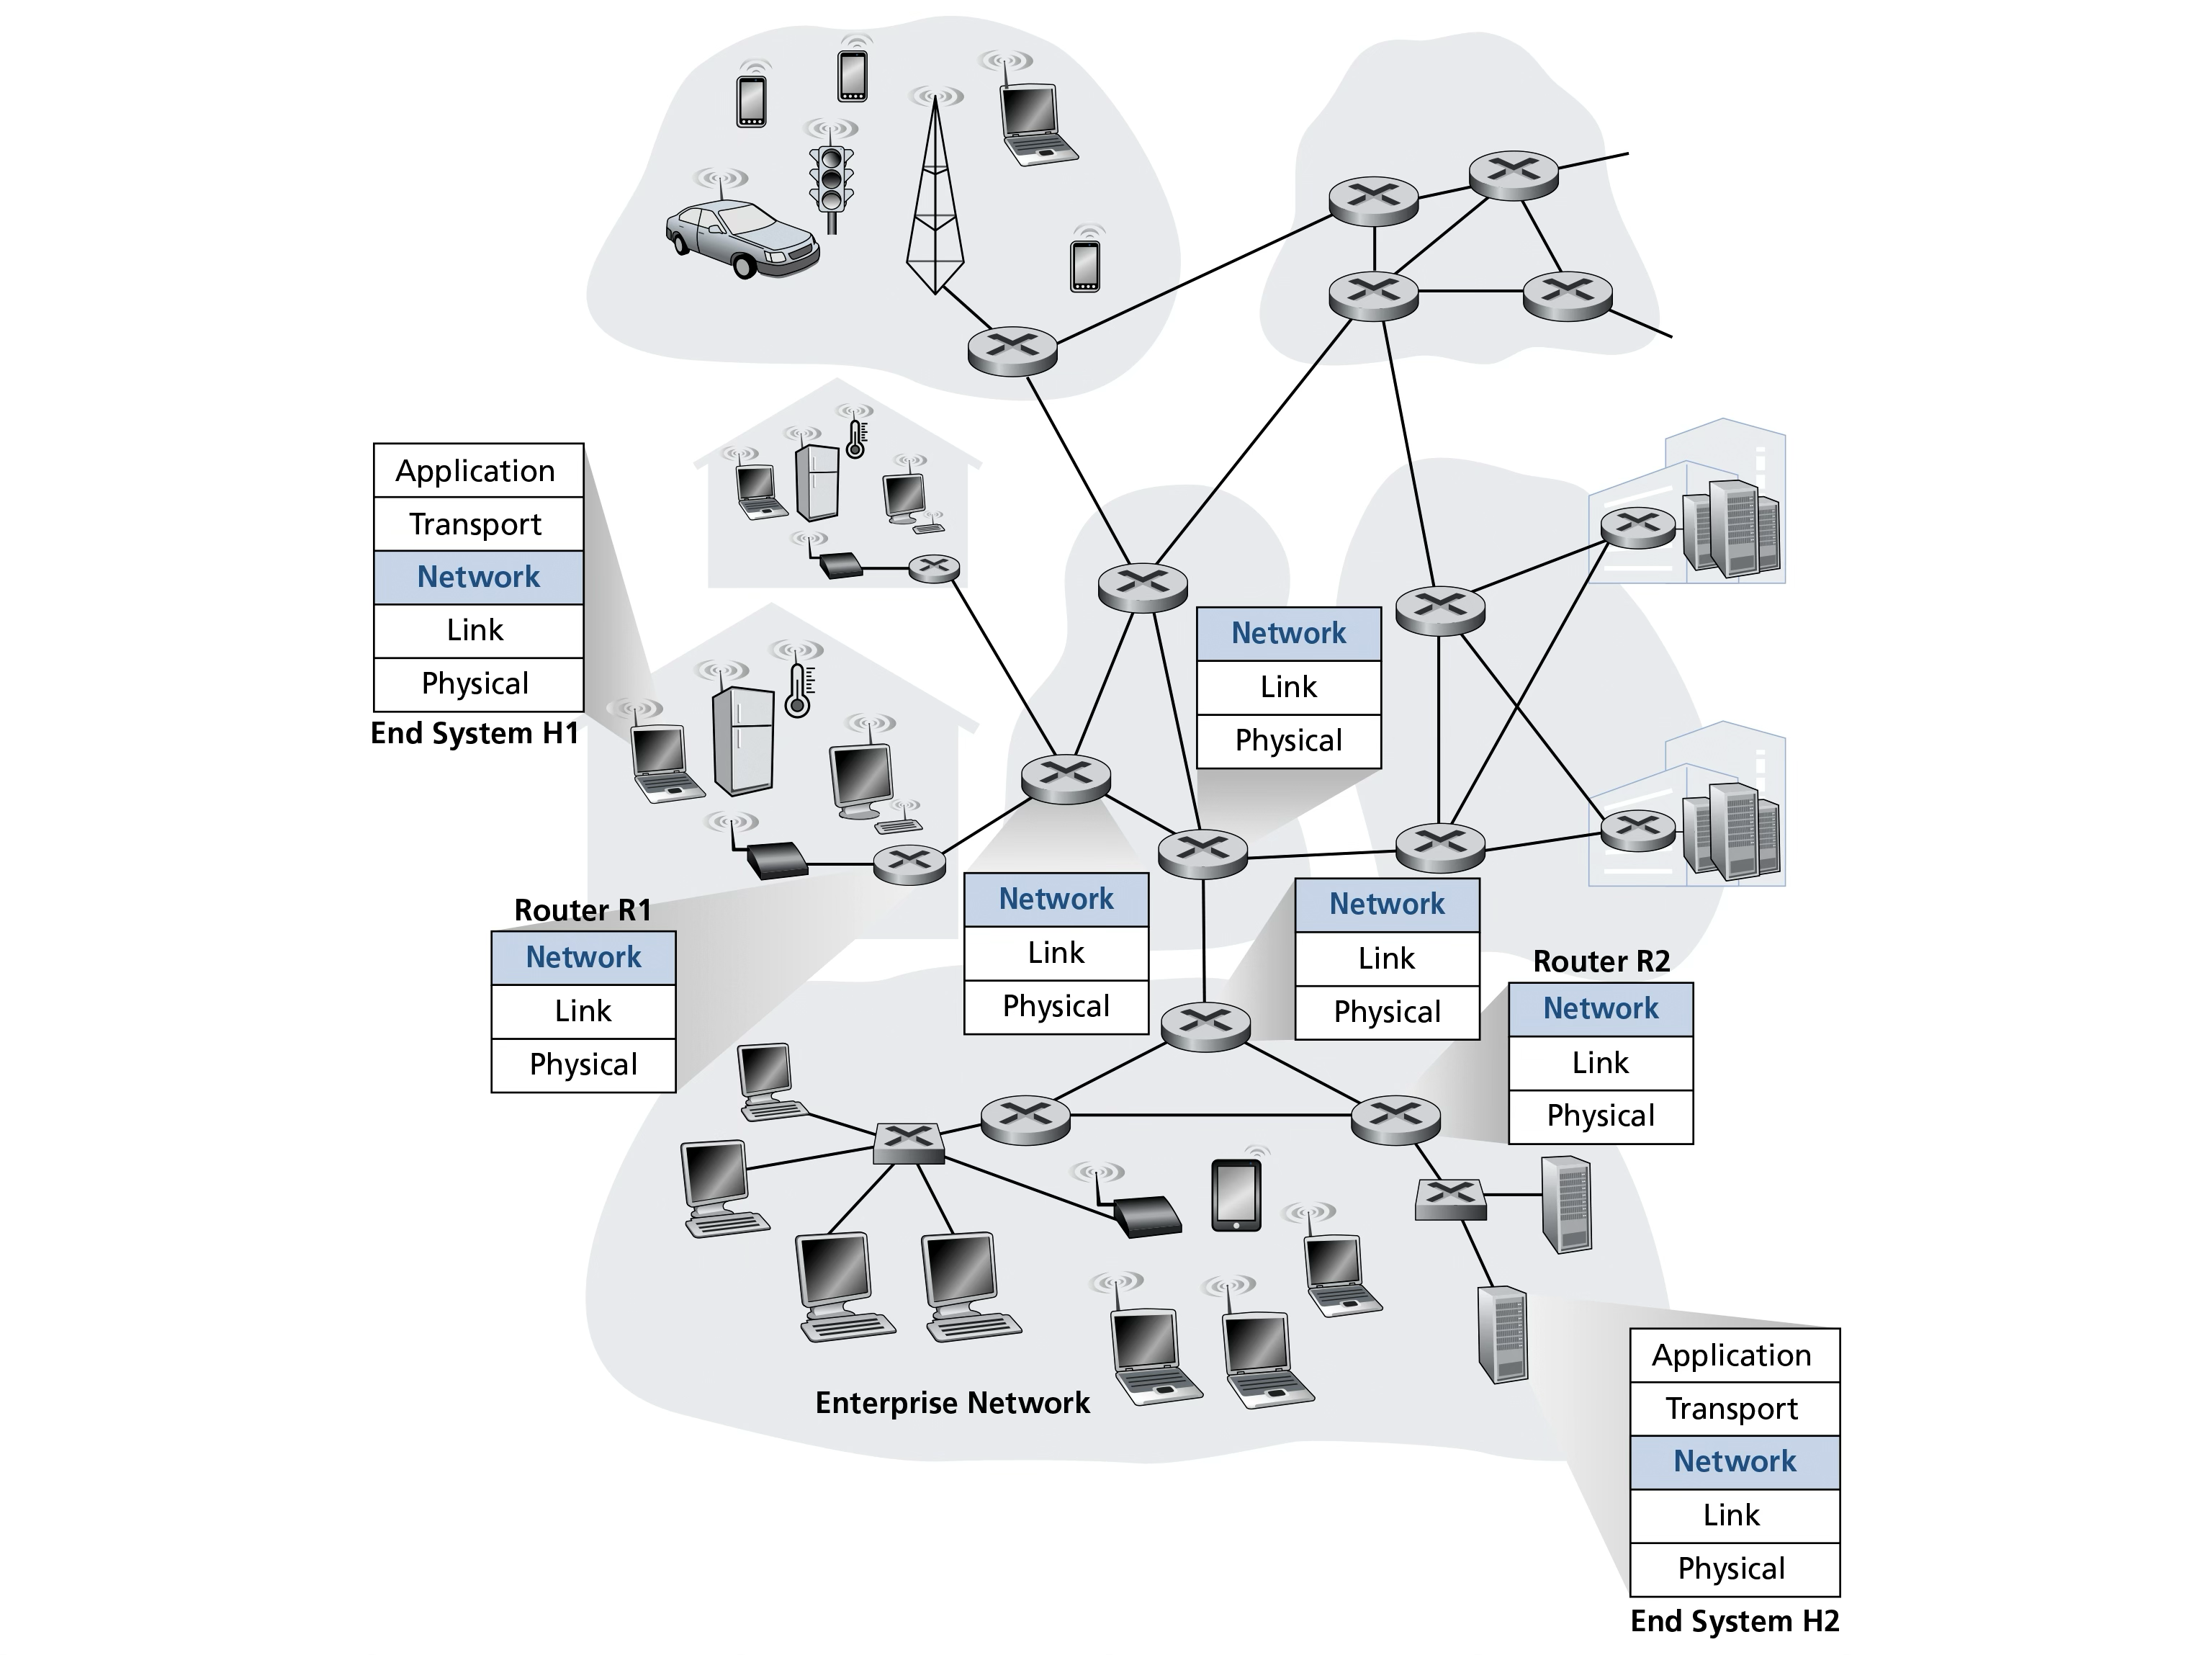 Application
Transport
Network
Link
Physical
End System H1
Network
Link
Physical
Router R1
Network
Link
Physical
Network
Link
Physical
Network
Link
Physical
Router R2
Network
Link
Physical
Enterprise Network
Application
Transport
Network
Link
Physical
End System H2